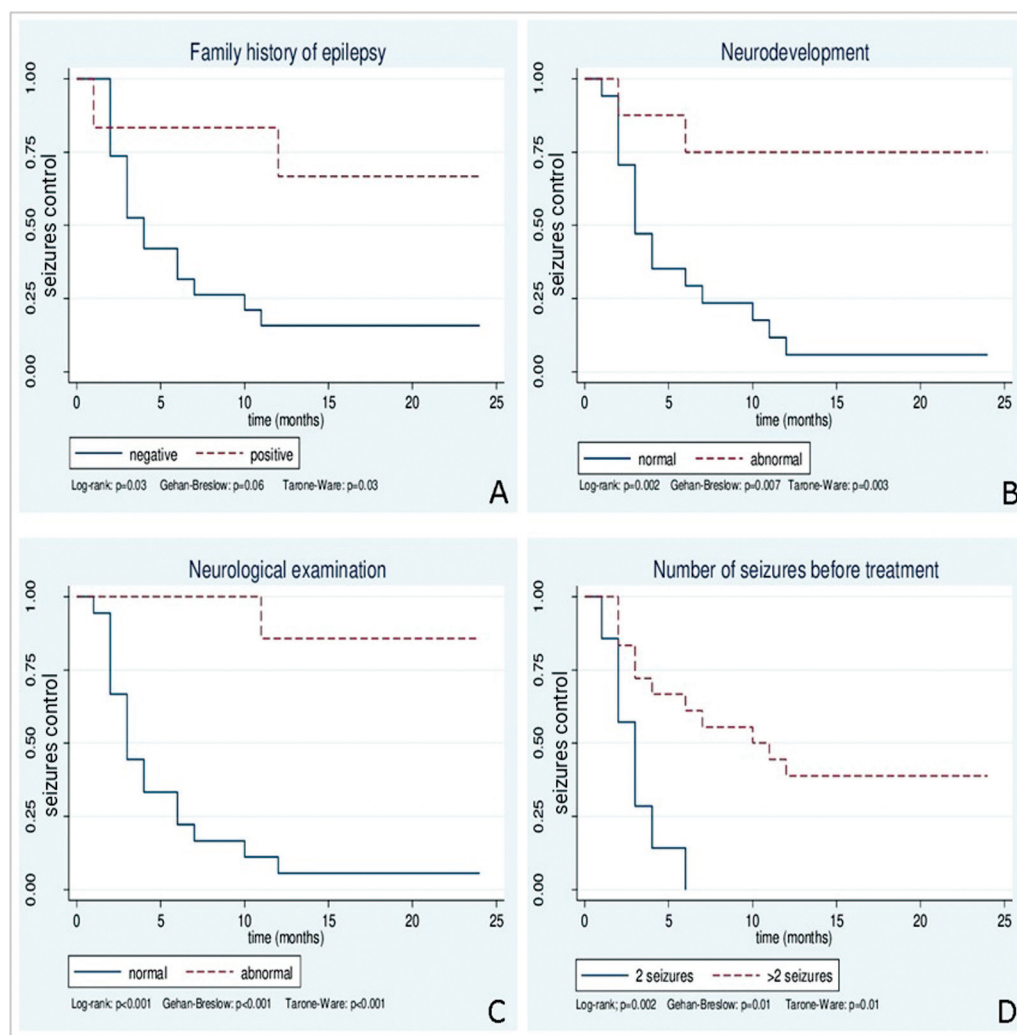 Family history of epilepsy
seizures control
0.00 0.25 0.50 0.75 1.00
0 5 10 15 20 25
time (months)
negative positive
Log-rank: p=0.03 Gehan-Breslow: p=0.06 Tarone-Ware: p=0.03
A
Neurodevelopment
seizures control
0.00 0.25 0.50 0.75 1.00
0 5 10 15 20 25
time (months)
normal abnormal
Log-rank: p=0.002 Gehan-Breslow: p=0.007 Tarone-Ware: p=0.003
B
Neurological examination
seizures control
0.00 0.25 0.50 0.75 1.00
0 5 10 15 20 25
time (months)
normal abnormal
Log-rank: p<0.001 Gehan-Breslow: p<0.001 Tarone-Ware: p<0.001
C
Number of seizures before treatment
seizures control
0.00 0.25 0.50 0.75 1.00
0 5 10 15 20 25
time (months)
2 seizures >2 seizures
Log-rank; p=0.002 Gehan-Breslow: p=0.01 Tarone-Ware: p=0.01
D